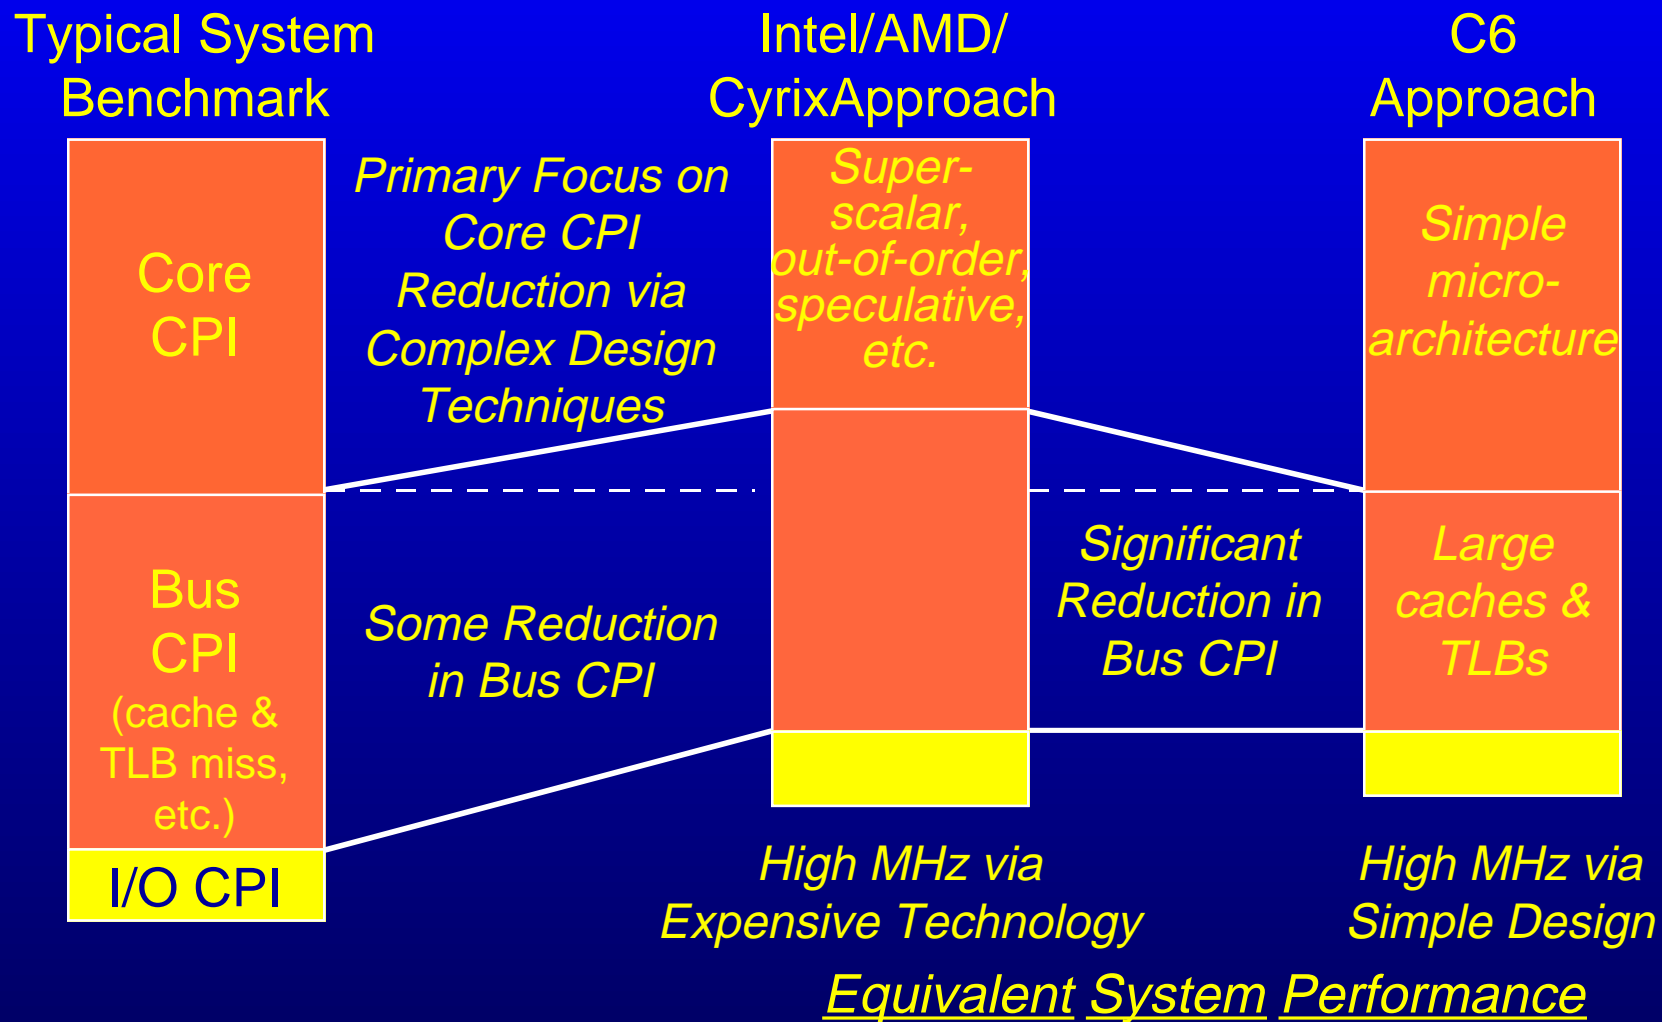 Typical System
Benchmark
Intel/AMD/
CyrixApproach
C6
Approach
Core
CPI
Bus
CPI
(cache &
TLB miss,
etc.)
I/O CPI
Primary Focus on
Core CPI
Reduction via
Complex Design
Techniques
Some Reduction
in Bus CPI
Super-
scalar,
out-of-order,
speculative,
etc.
Significant
Reduction in
Bus CPI
Simple
micro-
architecture
Large
caches &
TLBs
High MHz via
Expensive Technology
High MHz via
Simple Design
Equivalent System Performance